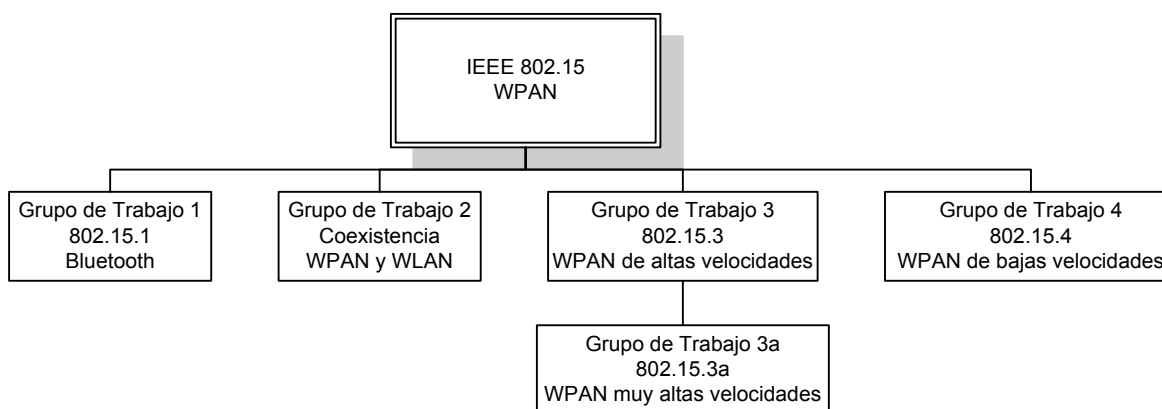 IEEE 802.15
WPAN
Grupo de Trabajo 1
802.15.1
Bluetooth
Grupo de Trabajo 2
Coexistencia
WPAN y WLAN
Grupo de Trabajo 3
802.15.3
WPAN de altas velocidades
Grupo de Trabajo 4
802.15.4
WPAN de bajas velocidades
Grupo de Trabajo 3a
802.15.3a
WPAN muy altas velocidades